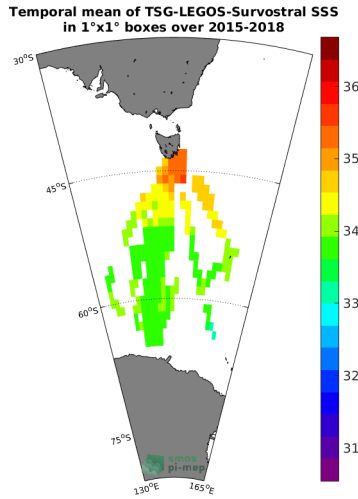 Temporal mean of TSG-LEGOS-Survostral SSS
in 1°x1° boxes over 2015-2018
30°S
45°S
60°S
75°S
130°E
165°E
36
35
34
33
32
31
smos
pi-mep